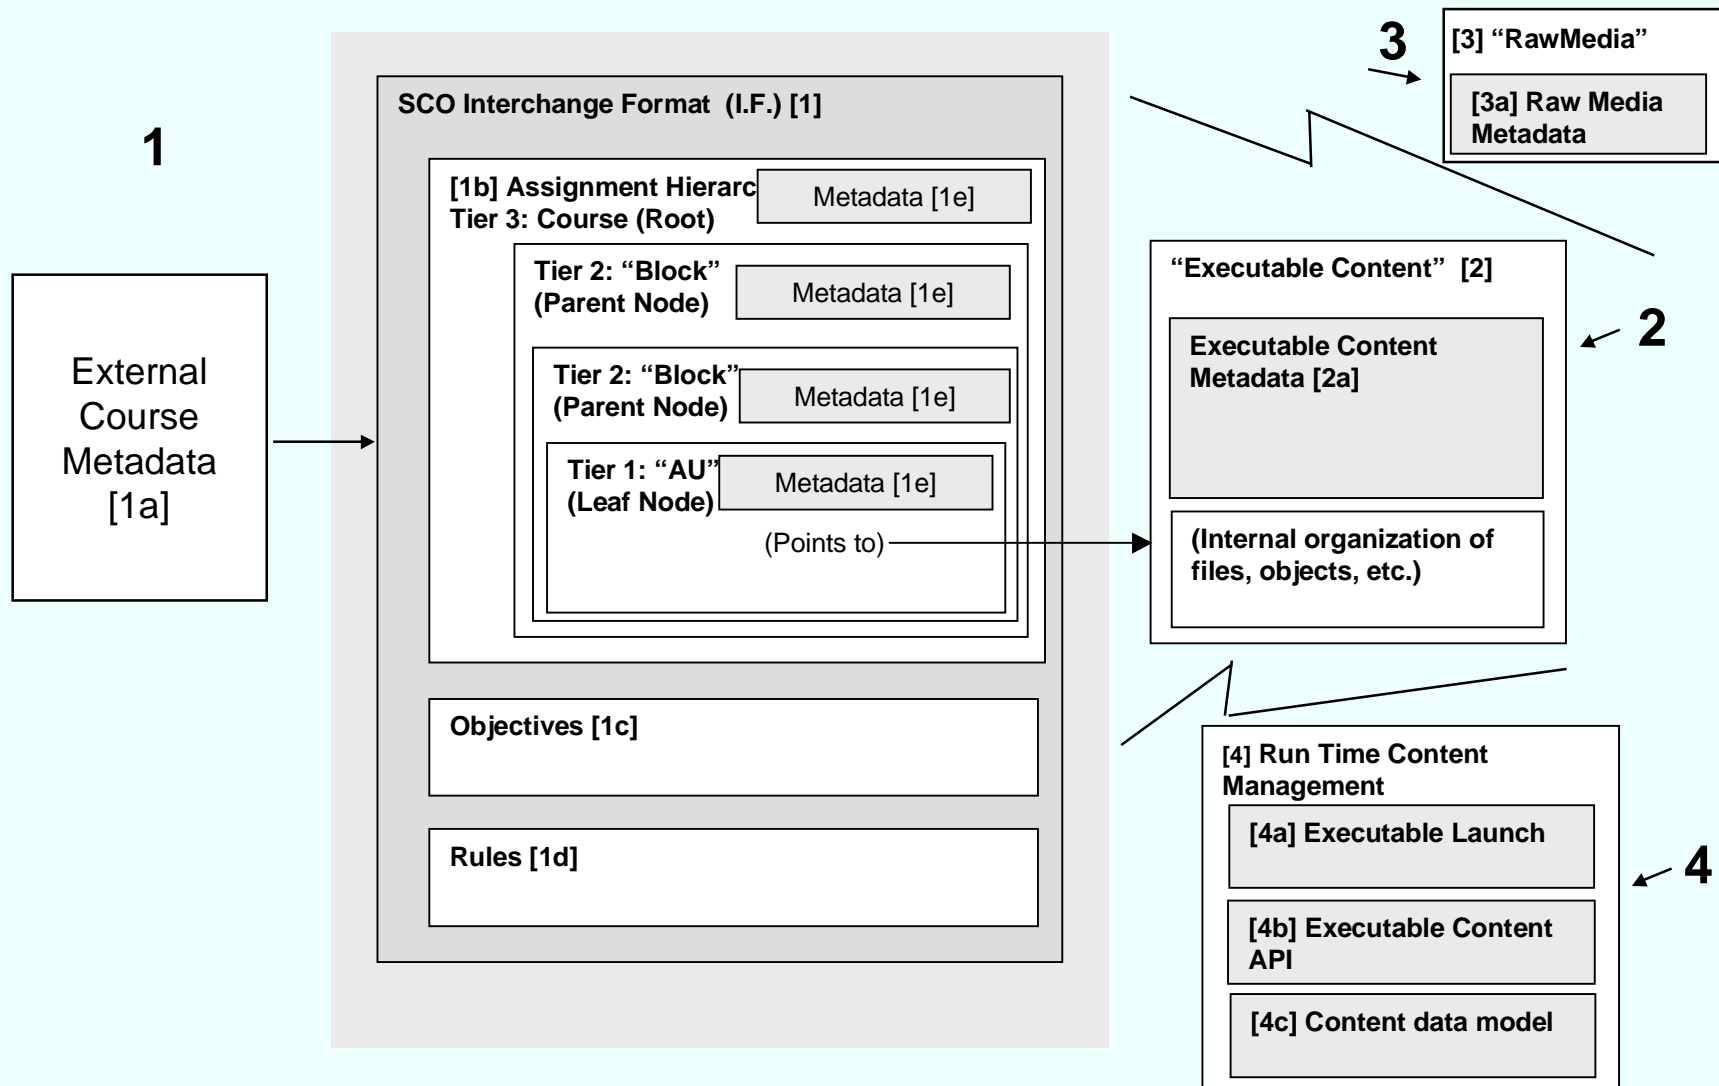 1
External
Course
Metadata
[1a]
SCO Interchange Format (I.F.) [1]
[1b] Assignment Hierarc
Tier 3: Course (Root)
Metadata [1e]
Tier 2: “Block”
(Parent Node)
Metadata [1e]
Tier 2: “Block”
(Parent Node)
Metadata [1e]
Tier 1: “AU”
(Leaf Node)
Metadata [1e]
(Points to)
Objectives [1c]
Rules [1d]
3
[3] “RawMedia”
[3a] Raw Media
Metadata
“Executable Content” [2]
Executable Content
Metadata [2a]
(Internal organization of
files, objects, etc.)
2
[4] Run Time Content
Management
[4a] Executable Launch
[4b] Executable Content
API
[4c] Content data model
4